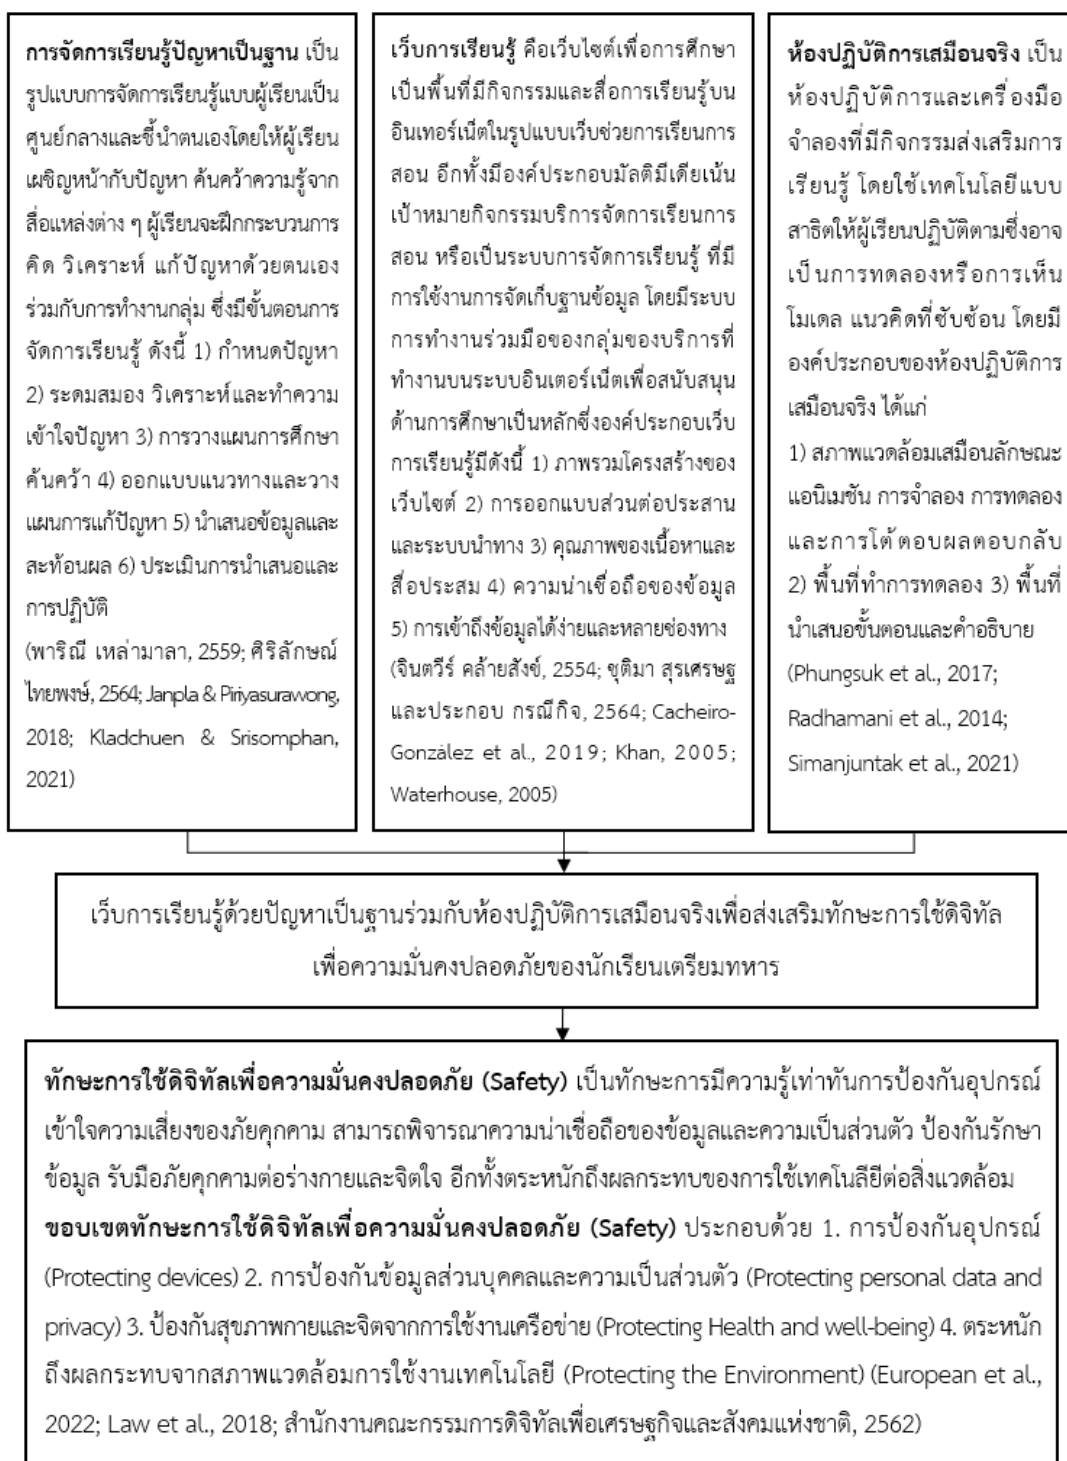 การจัดการเรียนรู้ปัญหาเป็นฐาน เป็น
รูปแบบการจัดการเรียนรู้แบบผู้เรียนเป็น
ศูนย์กลางและชี้นำตนเองโดยให้ผู้เรียน
เผชิญหน้ากับปัญหา ค้นคว้าความรู้จาก
สื่อแหล่งต่าง ๆ ผู้เรียนจะฝึกกระบวนการ
คิด วิเคราะห์ แก้ปัญหาด้วยตนเอง
ร่วมกับการทำงานกลุ่ม ซึ่งมีขั้นตอนการ
จัดการเรียนรู้ ดังนี้ 1) กำหนดปัญหา
2) ระดมสมอง วิเคราะห์และทำความ
เข้าใจปัญหา 3) การวางแผนการศึกษา
ค้นคว้า 4) ออกแบบแนวทางและวาง
แผนการแก้ปัญหา 5) นำเสนอข้อมูลและ
สะท้อนผล 6) ประเมินการนำเสนอและ
การปฏิบัติ
(พาริณี เหล่ามาลา, 2559; ศิริลักษณ์
ไทยพงษ์, 2564; Janpla & Piriyasurawong,
2018; Kladchuen & Srisomphan,
2021)
เว็บการเรียนรู้ คือเว็บไซต์เพื่อการศึกษา
เป็นพื้นที่มีกิจกรรมและสื่อการเรียนรู้บน
อินเทอร์เน็ตในรูปแบบเว็บช่วยการเรียนการ
สอน อีกทั้งมีองค์ประกอบมัลติมีเดียเน้น
เป้าหมายกิจกรรมบริการจัดการเรียนการ
สอน หรือเป็นระบบการจัดการเรียนรู้ ที่มี
การใช้งานการจัดเก็บฐานข้อมูล โดยมีระบบ
การทำงานร่วมมือของกลุ่มของบริการที่
ทำงานบนระบบอินเตอร์เน็ตเพื่อสนับสนุน
ด้านการศึกษาเป็นหลักซึ่งองค์ประกอบเว็บ
การเรียนรู้มีดังนี้ 1) ภาพรวมโครงสร้างของ
เว็บไซต์ 2) การออกแบบส่วนต่อประสาน
และระบบนำทาง 3) คุณภาพของเนื้อหาและ
สื่อประสม 4) ความน่าเชื่อถือของข้อมูล
5) การเข้าถึงข้อมูลได้ง่ายและหลายช่องทาง
(จินตวีร์ คล้ายสังข์, 2554; ชุติมา สุรเศรษฐ
และประกอบ กรณีกิจ, 2564; Cacheiro-
González et al., 2019; Khan, 2005;
Waterhouse, 2005)
ห้องปฏิบัติการเสมือนจริง เป็น
ห้องปฏิบัติการและเครื่องมือ
จำลองที่มีกิจกรรมส่งเสริมการ
เรียนรู้ โดยใช้เทคโนโลยีแบบ
สาธิตให้ผู้เรียนปฏิบัติตามซึ่งอาจ
เป็นการทดลองหรือการเห็น
โมเดล แนวคิดที่ซับซ้อน โดยมี
องค์ประกอบของห้องปฏิบัติการ
เสมือนจริง ได้แก่
1) สภาพแวดล้อมเสมือนลักษณะ
แอนิเมชัน การจำลอง การทดลอง
และการโต้ตอบผลตอบกลับ
2) พื้นที่ทำการทดลอง 3) พื้นที่
นำเสนอขั้นตอนและคำอธิบาย
(Phungsuk et al., 2017;
Radhamani et al., 2014;
Simanjuntak et al., 2021)
เว็บการเรียนรู้ด้วยปัญหาเป็นฐานร่วมกับห้องปฏิบัติการเสมือนจริงเพื่อส่งเสริมทักษะการใช้ดิจิทัล
เพื่อความมั่นคงปลอดภัยของนักเรียนเตรียมทหาร
ทักษะการใช้ดิจิทัลเพื่อความมั่นคงปลอดภัย (Safety) เป็นทักษะการมีความรู้เท่าทันการป้องกันอุปกรณ์
เข้าใจความเสี่ยงของภัยคุกคาม สามารถพิจารณาความน่าเชื่อถือของข้อมูลและความเป็นส่วนตัว ป้องกันรักษา
ข้อมูล รับมือภัยคุกคามต่อร่างกายและจิตใจ อีกทั้งตระหนักถึงผลกระทบของการใช้เทคโนลียีต่อสิ่งแวดล้อม
ขอบเขตทักษะการใช้ดิจิทัลเพื่อความมั่นคงปลอดภัย (Safety) ประกอบด้วย 1. การป้องกันอุปกรณ์
(Protecting devices) 2. การป้องกันข้อมูลส่วนบุคคลและความเป็นส่วนตัว (Protecting personal data and
privacy) 3. ป้องกันสุขภาพกายและจิตจากการใช้งานเครือข่าย (Protecting Health and well-being) 4. ตระหนัก
ถึงผลกระทบจากสภาพแวดล้อมการใช้งานเทคโนโลยี (Protecting the Environment) (European et al.,
2022; Law et al., 2018; สำนักงานคณะกรรมการดิจิทัลเพื่อเศรษฐกิจและสังคมแห่งชาติ, 2562)